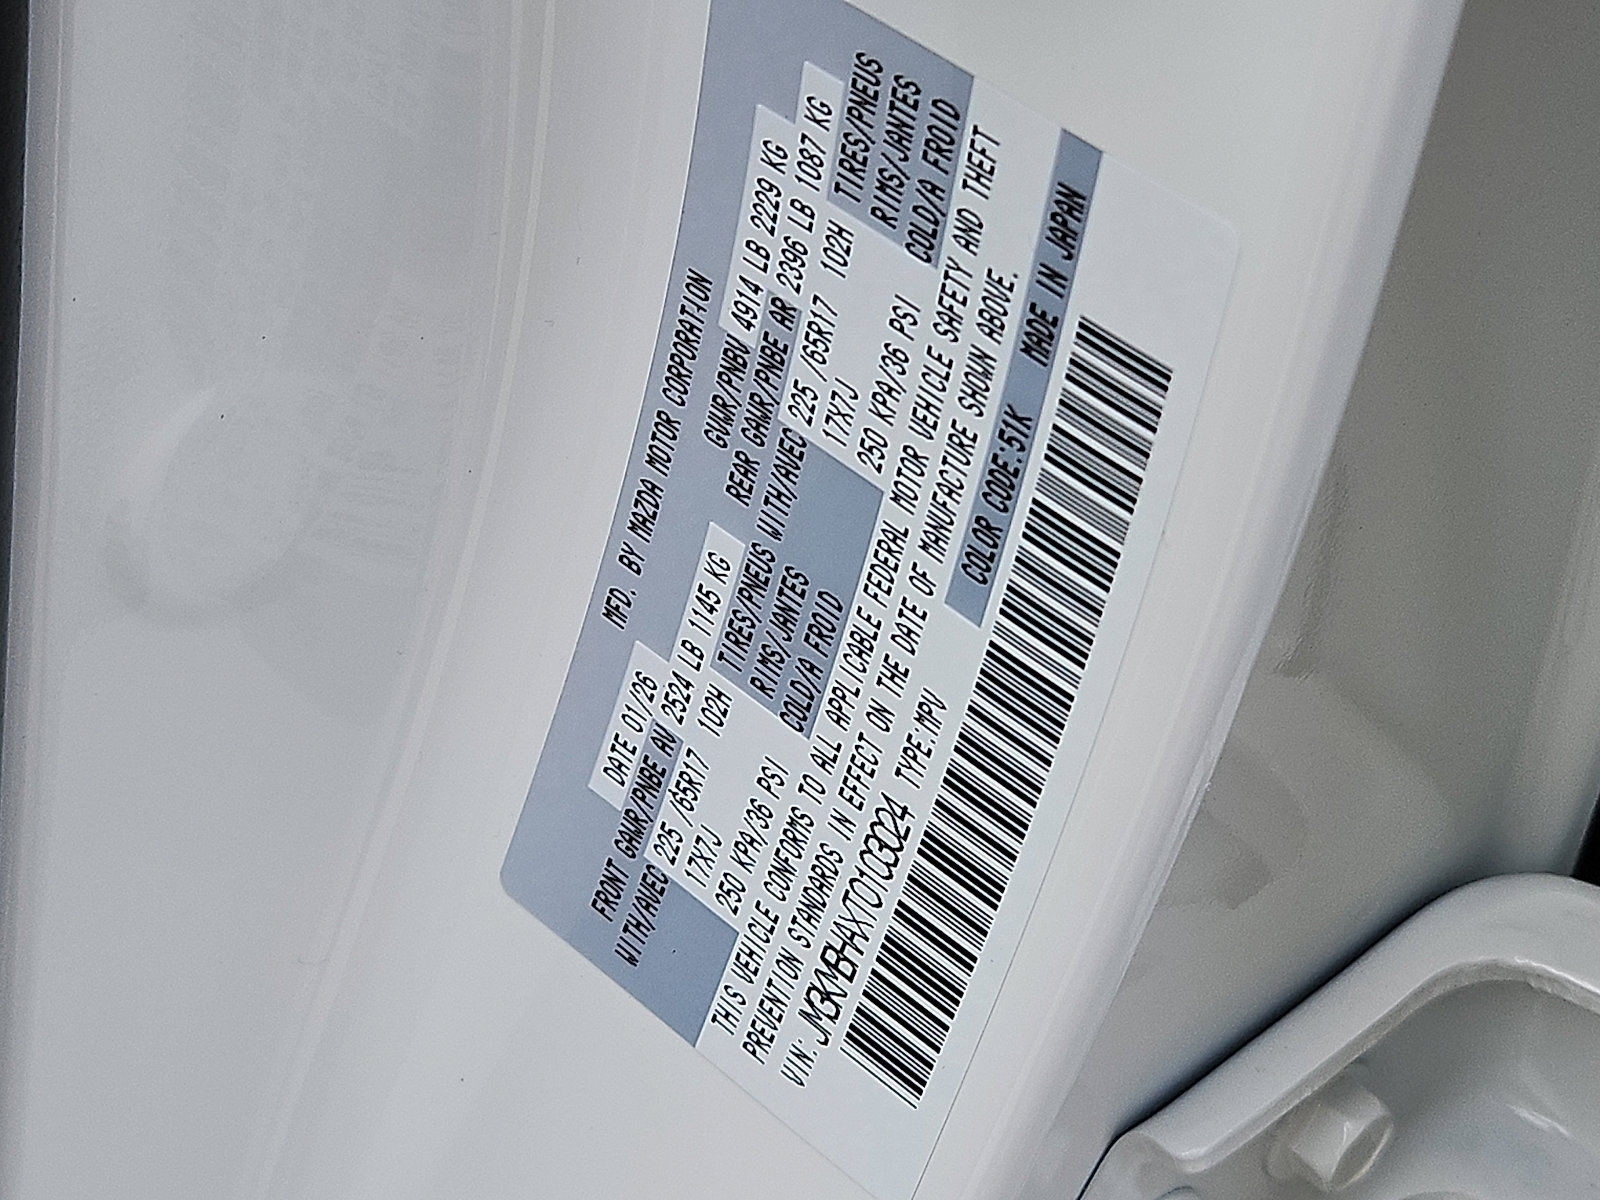 MFD. BY MAZDA MOTOR CORPORATION
DATE 01/26 GVWR/PNBV 4914 LB 2229 KG
FRONT GAWR/PNBE AV 2524 LB 1145 KG REAR GAWR/PNBE AR 2396 LB 1087 KG
WITH/AVEC 225 /65R17 102H TIRES/PNEUS WITH/AVEC 225 /65R17 102H TIRES/PNEUS
17X7J RIMS/JANTES 17X7J RIMS/JANTES
250 KPA/36 PSI COLD/A FROID 250 KPA/36 PSI COLD/A FROID
THIS VEHICLE CONFORMS TO ALL APPLICABLE FEDERAL MOTOR VEHICLE SAFETY AND THEFT
PREVENTION STANDARDS IN EFFECT ON THE DATE OF MANUFACTURE SHOWN ABOVE.
VIN: JM3KMBHAXT0103024 TYPE:MPV COLOR CODE:51K MADE IN JAPAN